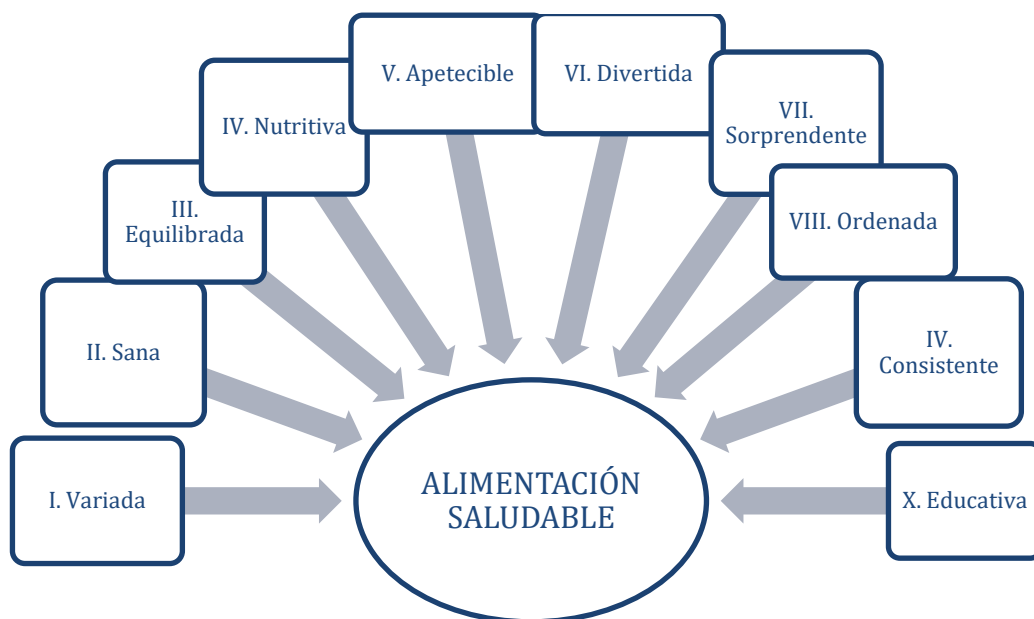 I. Variada
II. Sana
III.
Equilibrada
IV. Nutritiva
V. Apetecible
VI. Divertida
VII.
Sorprendente
VIII. Ordenada
IV.
Consistente
X. Educativa
ALIMENTACIÓN
SALUDABLE